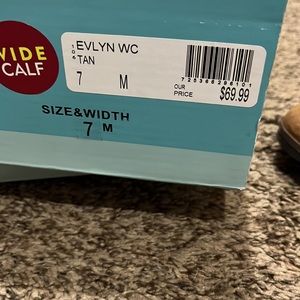 WIDE
CALF
EVLYN WC
TAN
7 M
OUR
PRICE
$69.99
SIZE&WIDTH
7 M